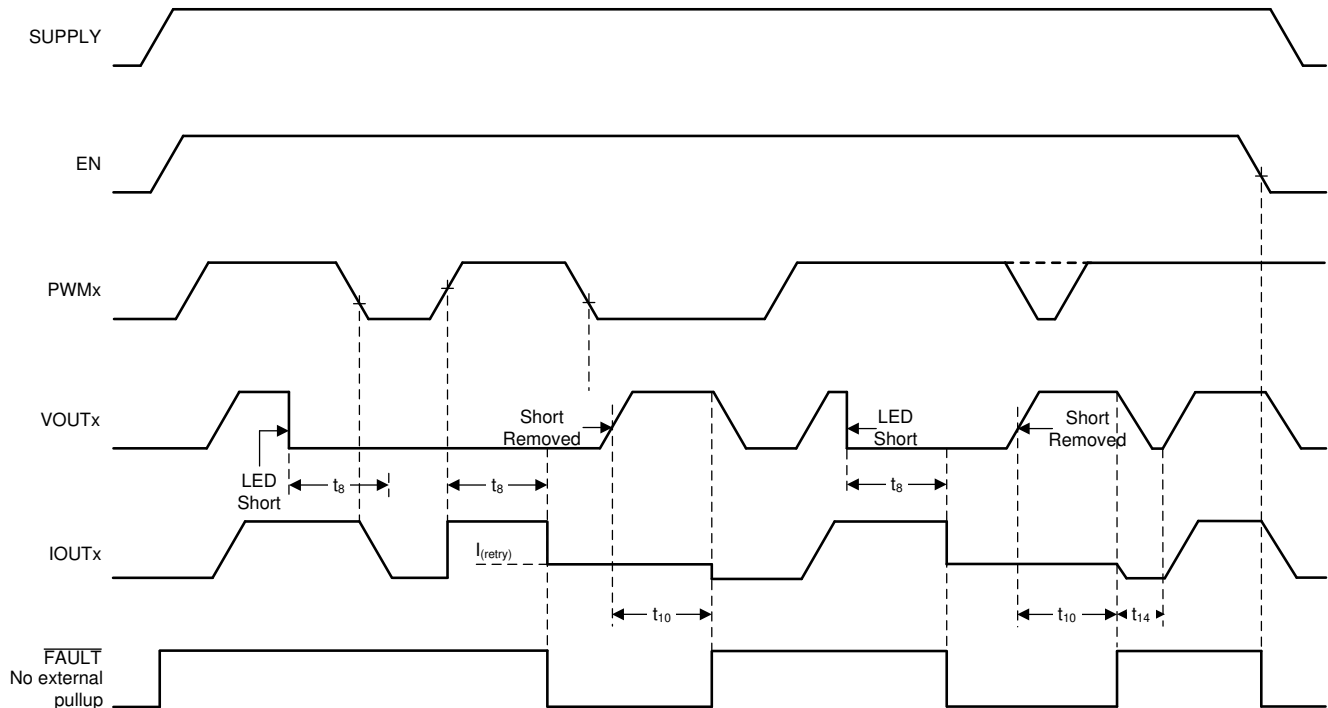 SUPPLY
EN
PWMx
VOUTx
LED
Short
t8
t8
Short
Removed
LED
Short
t8
Short
Removed
IOUTx
I(retry)
t10
t10
t14
FAULT
No external
pullup